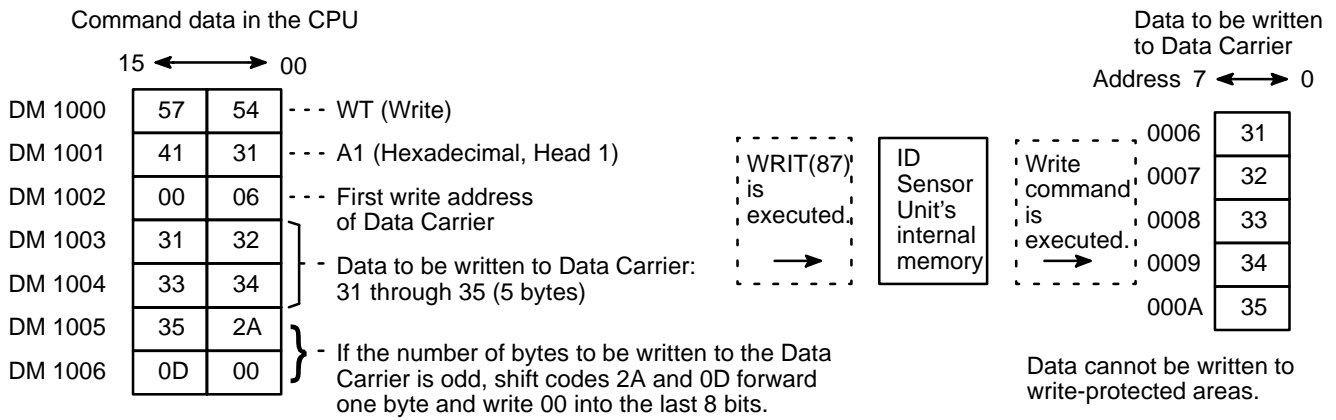 Command data in the CPU
15 00
DM 1000 57 54 WT (Write)
DM 1001 41 31 A1 (Hexadecimal, Head 1)
DM 1002 00 06 First write address
of Data Carrier
DM 1003 31 32
DM 1004 33 34
Data to be written to Data Carrier:
31 through 35 (5 bytes)
DM 1005 35 2A
DM 1006 0D 00
If the number of bytes to be written to the Data
Carrier is odd, shift codes 2A and 0D forward
one byte and write 00 into the last 8 bits.
WRIT(87)
is
executed.
ID
Sensor
Unit's
internal
memory
Write
command
is
executed.
Data to be written
to Data Carrier
Address 7 0
0006 31
0007 32
0008 33
0009 34
000A 35
Data cannot be written to
write-protected areas.